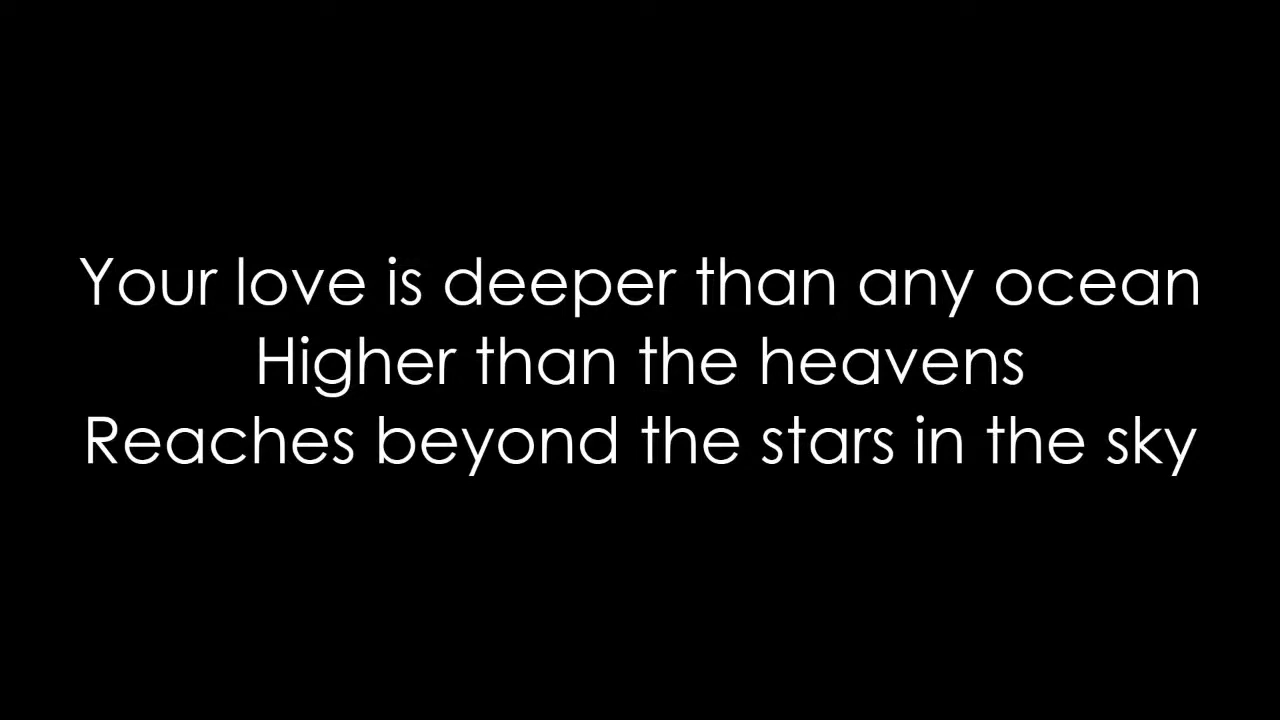 Your love is deeper than any ocean
Higher than the heavens
Reaches beyond the stars in the sky